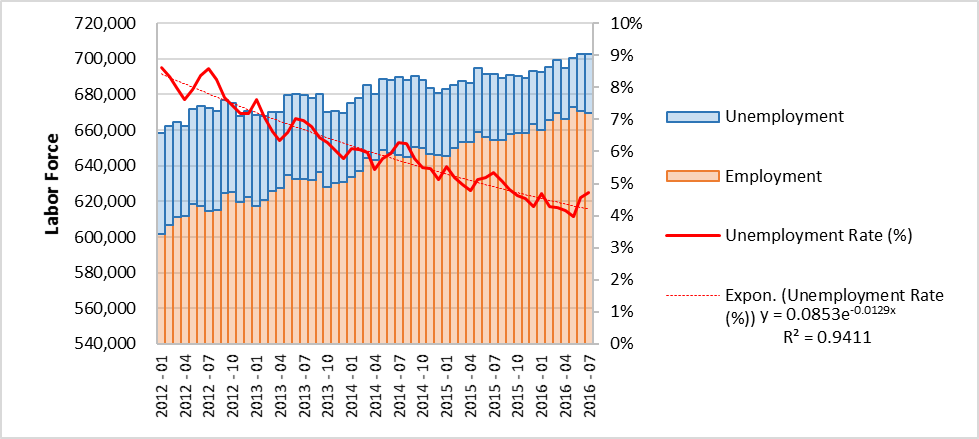 720,000
700,000
680,000
660,000
640,000
620,000
600,000
580,000
560,000
540,000
Labor Force
10%
9%
8%
7%
6%
5%
4%
3%
2%
1%
0%
2012 - 01
2012 - 04
2012 - 07
2012 - 10
2013 - 01
2013 - 04
2013 - 07
2013 - 10
2014 - 01
2014 - 04
2014 - 07
2014 - 10
2015 - 01
2015 - 04
2015 - 07
2015 - 10
2016 - 01
2016 - 04
2016 - 07
Unemployment
Employment
Unemployment Rate (%)
Expon. (Unemployment Rate
(%)) y = 0.0853e^-0.0129x
R² = 0.9411